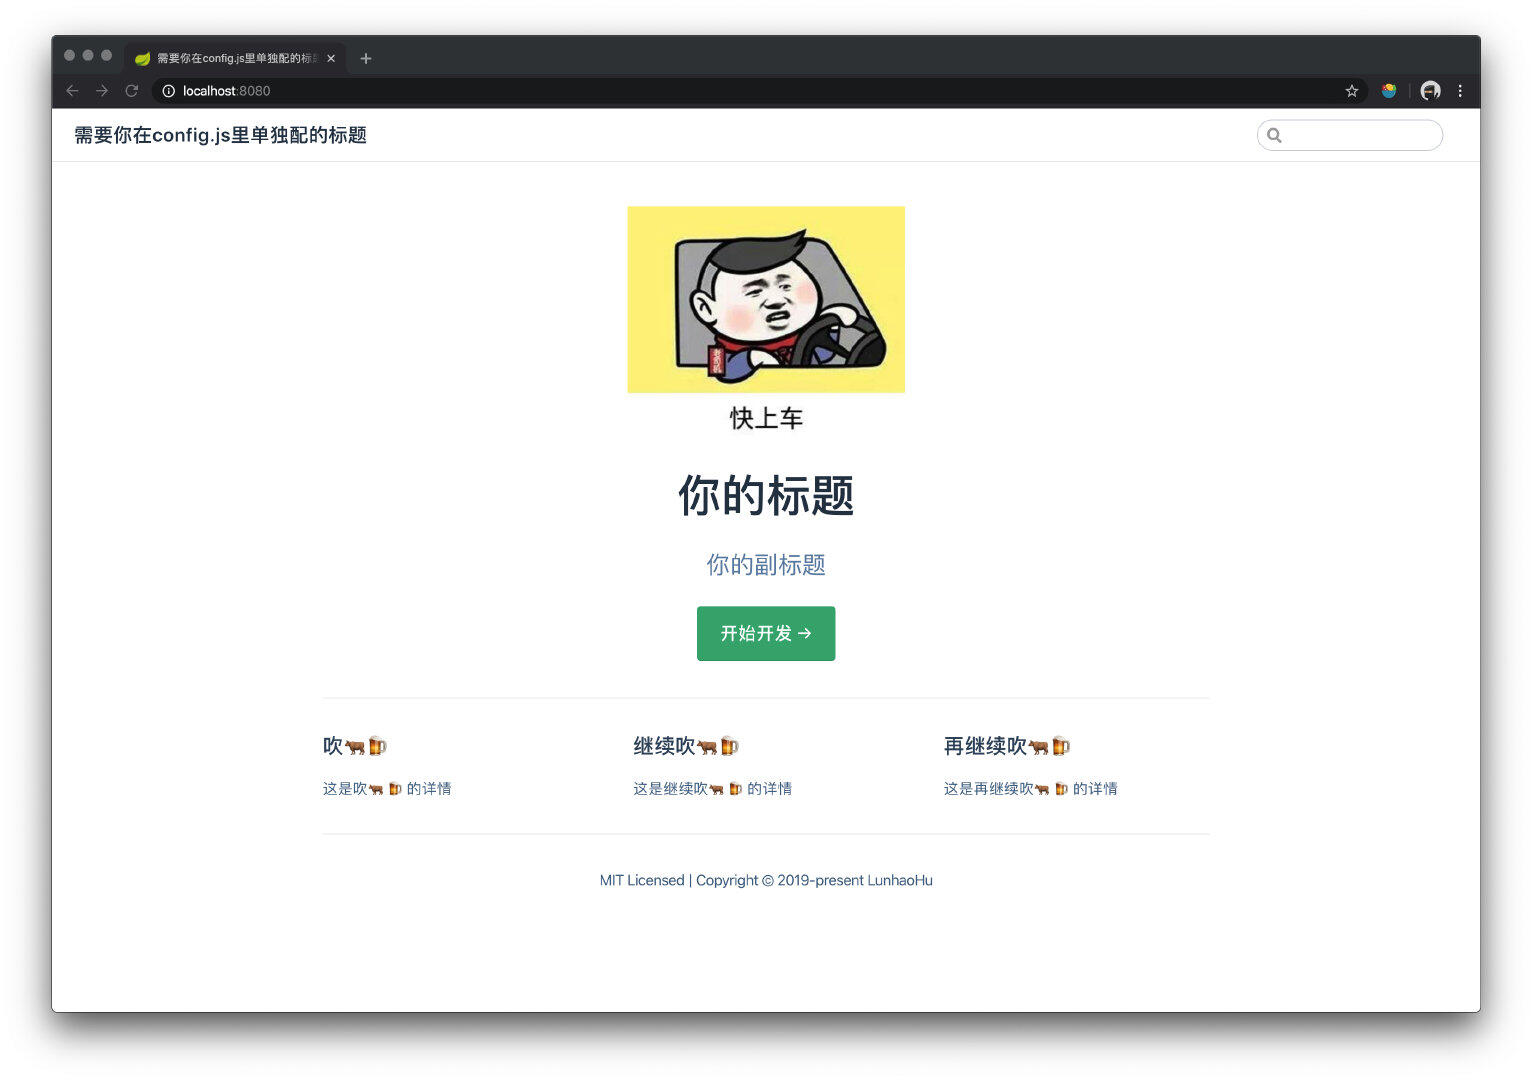 需要你在config.js里单独配的标
localhost:8080
需要你在config.js里单独配的标题
快上车
你的标题
你的副标题
开始开发 →
吹🐂🍺
这是吹🐂 🍺 的详情
继续吹🐂🍺
这是继续吹🐂 🍺 的详情
再继续吹🐂🍺
这是再继续吹🐂 🍺 的详情
MIT Licensed | Copyright © 2019-present LunhaoHu